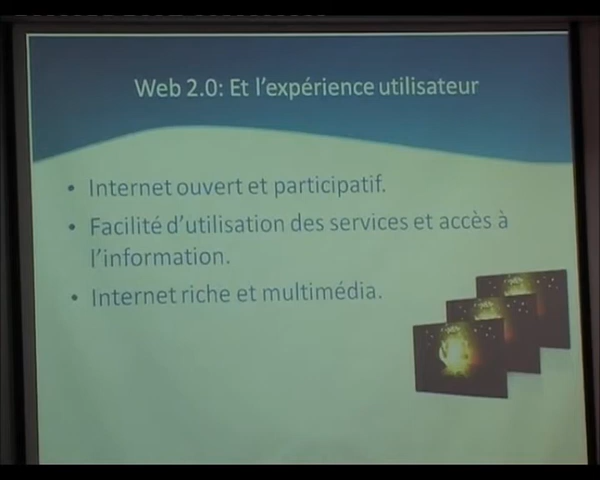 Web 2.0: Et l'expérience utilisateur
• Internet ouvert et participatif.
• Facilité d'utilisation des services et accès à
l'information.
• Internet riche et multimédia.